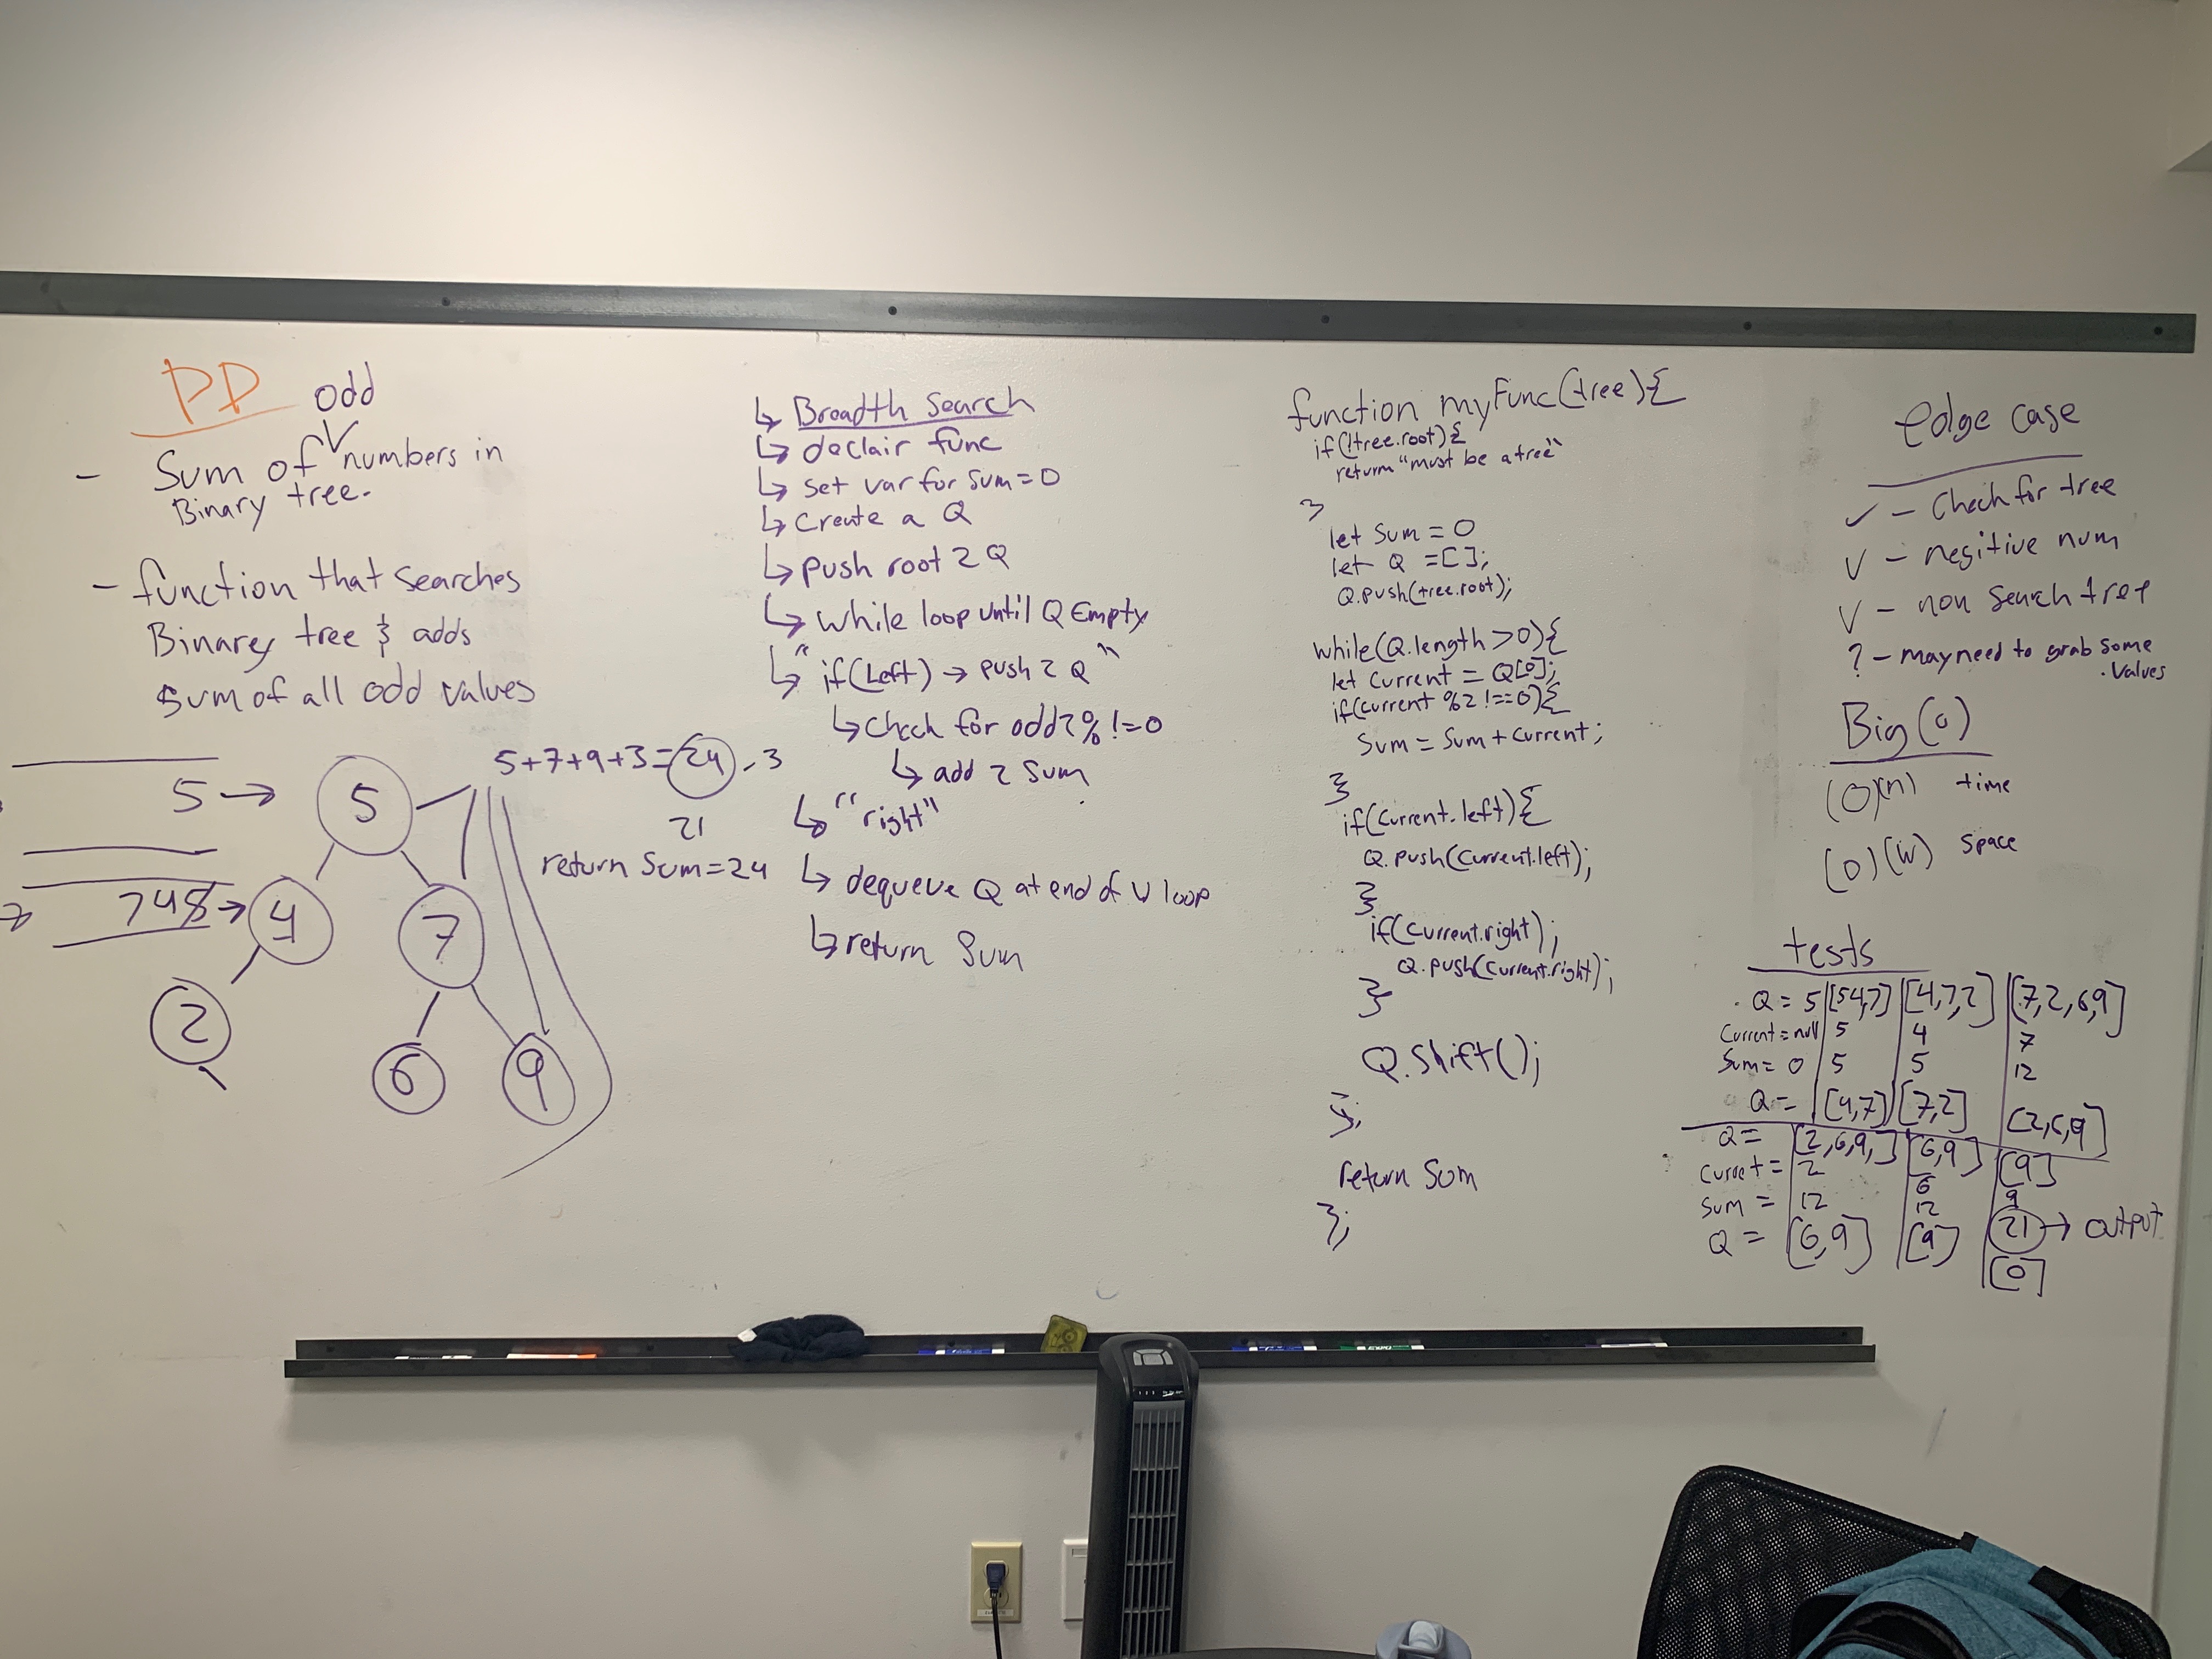 PD
odd
- Sum of numbers in
Binary tree.
- function that searches
Binarey tree & adds
sum of all odd values
5 →
748 →
5
4
7
2
6
9
5+7+9+3=24 - 3
21
return sum=24
↳ Breadth Search
↳ declair func
↳ set var for sum = 0
↳ create a Q
↳ push root 2 Q
↳ while loop until Q Empty
↳ "if(Left) → push 2 Q"
↳ check for odd 2% != 0
↳ add 2 sum
↳ "right"
↳ dequeve Q at end of W loop
↳ return Sum
function myFunc(tree){
if(!tree.root){
return "must be a tree"
}
let Sum = 0
let Q = [];
Q.push(tree.root);
while(Q.length > 0){
let current = Q[0];
if(current % 2 !== 0){
Sum = Sum + current;
}
if(current.left){
Q.push(current.left);
}
if(current.right);
Q.push(current.right);
}
Q.shift();
};
return Sum
};
edge case
✓ - Check for tree
✓ - negitive num
✓ - non search tree
? - may need to grab some
. values
Big(o)
(O)(n) time
(O)(W) space
tests
Q = 5 [5 4,7] [4,7,2] [7,2,6,9]
Current = null 5 4 7
Sum = 0 5 5 12
Q = [4,7] [7,2] [2,6,9]
Q = [2,6,9,] [6,9] [9]
Current = 2 6 9
Sum = 12 12 21 → output
Q = [6,9] [9] [0]